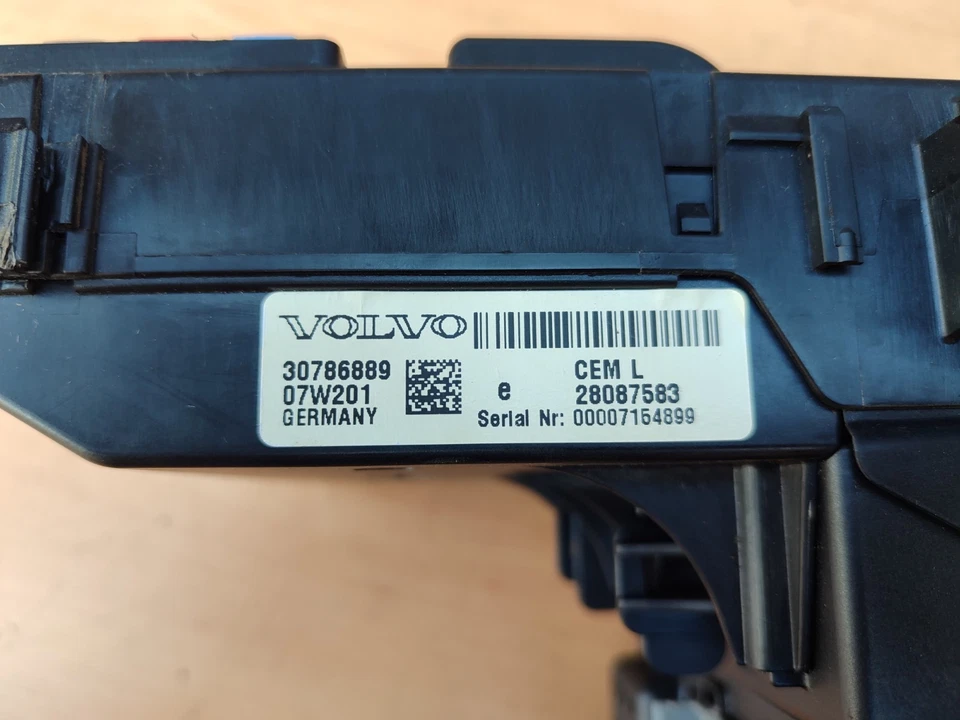 VOLVO
30786889
07W201
GERMANY
e
CEM L
28087583
Serial Nr: 00007154899